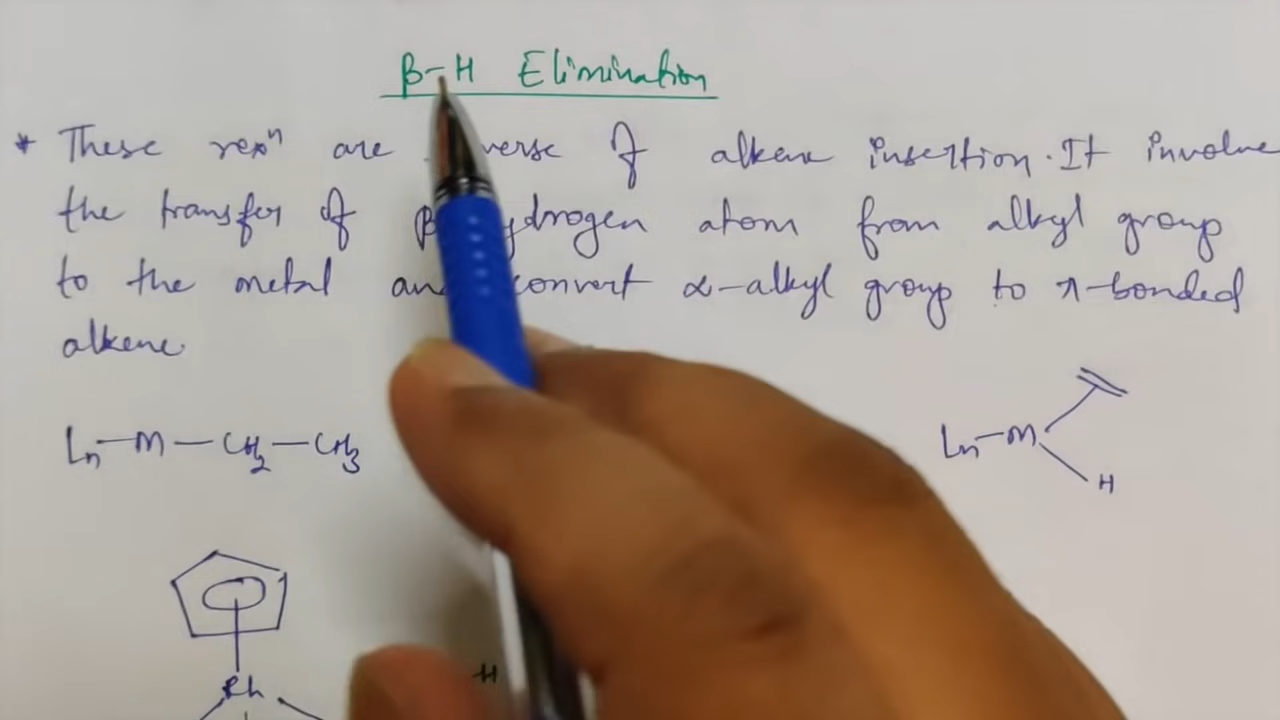 β-H Elimination
* These rexⁿ are verse of alkene insertion. It involve
the transfer of β ydrogen atom from alkyl group
to the metal and convert α-alkyl group to π-bonded
alkene
Ln-M-CH2-CH3
Ln-M
H
H
Rh